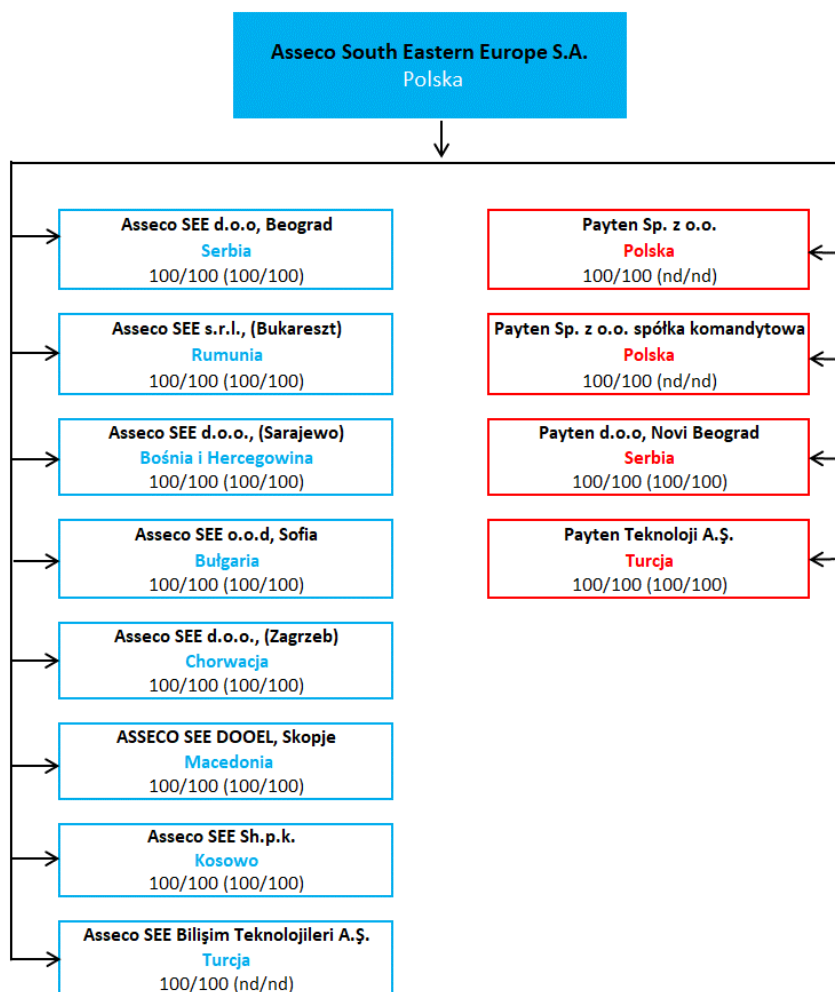 Asseco South Eastern Europe S.A.
Polska
Asseco SEE d.o.o, Beograd
Serbia
100/100 (100/100)
Asseco SEE s.r.l., (Bukareszt)
Rumunia
100/100 (100/100)
Asseco SEE d.o.o., (Sarajewo)
Bośnia i Hercegowina
100/100 (100/100)
Asseco SEE o.o.d, Sofia
Bułgaria
100/100 (100/100)
Asseco SEE d.o.o., (Zagrzeb)
Chorwacja
100/100 (100/100)
ASSECO SEE DOOEL, Skopje
Macedonia
100/100 (100/100)
Asseco SEE Sh.p.k.
Kosowo
100/100 (100/100)
Asseco SEE Bilişim Teknolojileri A.Ş.
Turcja
100/100 (nd/nd)
Payten Sp. z o.o.
Polska
100/100 (nd/nd)
Payten Sp. z o.o. spółka komandytowa
Polska
100/100 (nd/nd)
Payten d.o.o, Novi Beograd
Serbia
100/100 (100/100)
Payten Teknoloji A.Ş.
Turcja
100/100 (100/100)